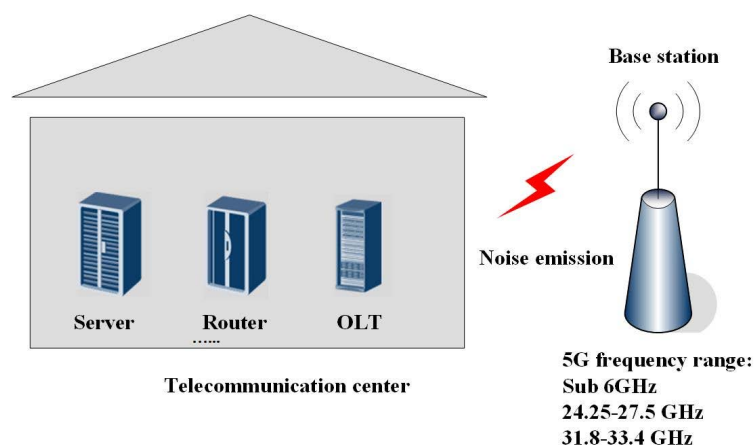 Base station
Noise emission
Server Router OLT
......
Telecommunication center
5G frequency range:
Sub 6GHz
24.25-27.5 GHz
31.8-33.4 GHz